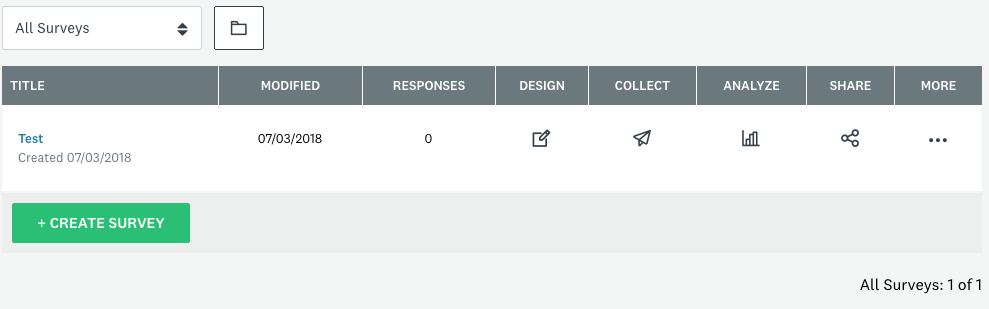 All Surveys
TITLE MODIFIED RESPONSES DESIGN COLLECT ANALYZE SHARE MORE
Test 07/03/2018 0
Created 07/03/2018
+ CREATE SURVEY
All Surveys: 1 of 1